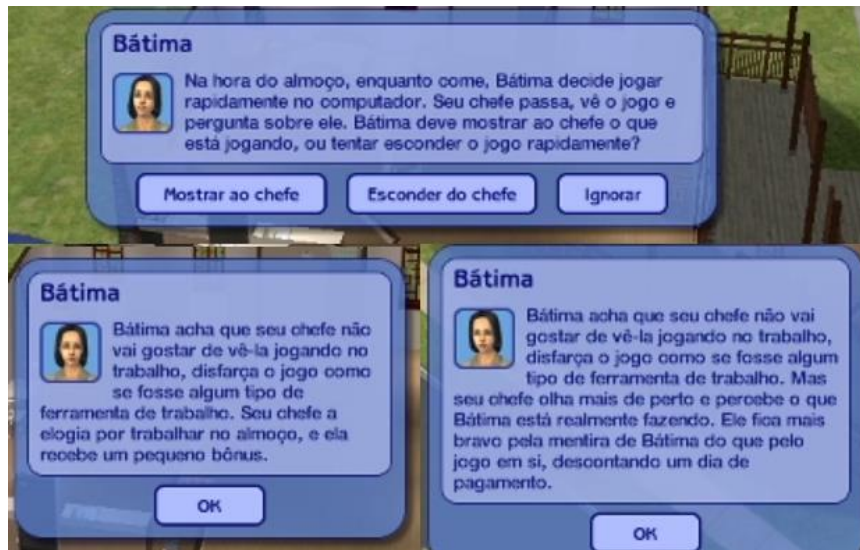 Bátima
Na hora do almoço, enquanto come, Bátima decide jogar
rapidamente no computador. Seu chefe passa, vê o jogo e
pergunta sobre ele. Bátima deve mostrar ao chefe o que
está jogando, ou tentar esconder o jogo rapidamente?
Mostrar ao chefe
Esconder do chefe
Ignorar
Bátima
Bátima acha que seu chefe não
vai gostar de vê-la jogando no
trabalho, disfarça o jogo como
se fosse algum tipo de
ferramenta de trabalho. Seu chefe a
elogia por trabalhar no almoço, e ela
recebe um pequeno bônus.
OK
Bátima
Bátima acha que seu chefe não vai
gostar de vê-la jogando no trabalho,
disfarça o jogo como se fosse algum
tipo de ferramenta de trabalho. Mas
seu chefe olha mais de perto e percebe o que
Bátima está realmente fazendo. Ele fica mais
bravo pela mentira de Bátima do que pelo
jogo em si, descontando um dia de
pagamento.
OK